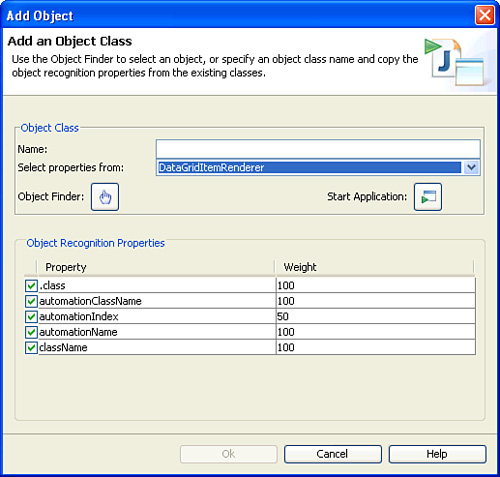 Add Object
Add an Object Class
Use the Object Finder to select an object, or specify an object class name and copy the
object recognition properties from the existing classes.
J
Object Class
Name:
Select properties from: DataGridItemRenderer
Object Finder: Start Application:
Object Recognition Properties
Property Weight
.class 100
automationClassName 100
automationIndex 50
automationName 100
className 100
Ok Cancel Help